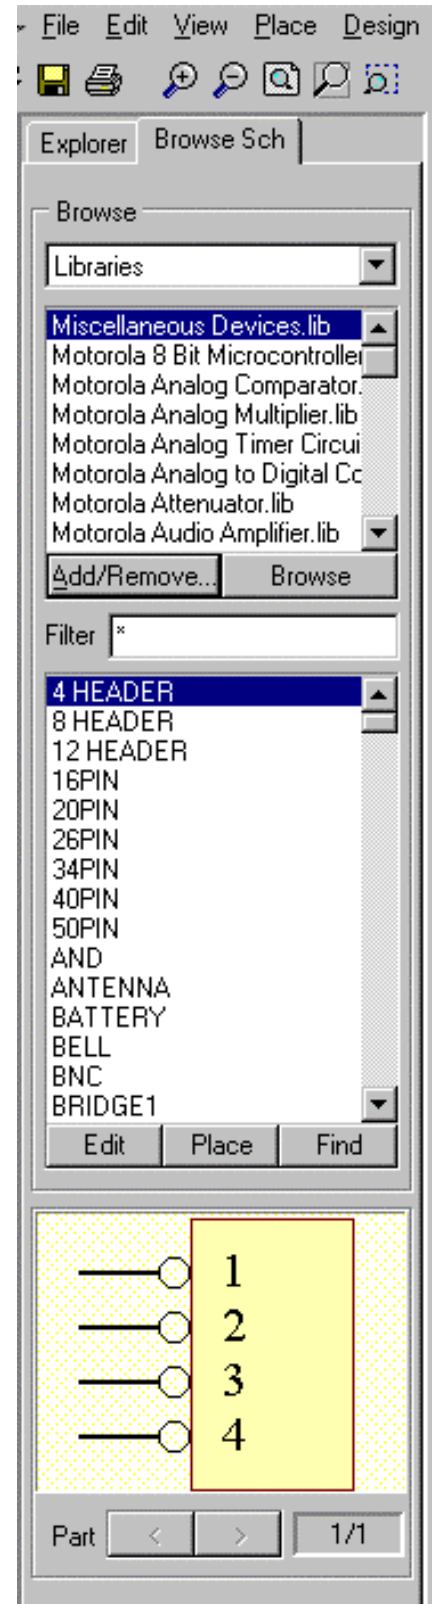 File Edit View Place Design
Explorer Browse Sch
Browse
Libraries
Miscellaneous Devices.lib
Motorola 8 Bit Microcontroller
Motorola Analog Comparator.
Motorola Analog Multiplier.lib
Motorola Analog Timer Circui
Motorola Analog to Digital Co
Motorola Attenuator.lib
Motorola Audio Amplifier.lib
Add/Remove... Browse
Filter *
4 HEADER
8 HEADER
12 HEADER
16PIN
20PIN
26PIN
34PIN
40PIN
50PIN
AND
ANTENNA
BATTERY
BELL
BNC
BRIDGE1
Edit Place Find
1
2
3
4
Part < > 1/1